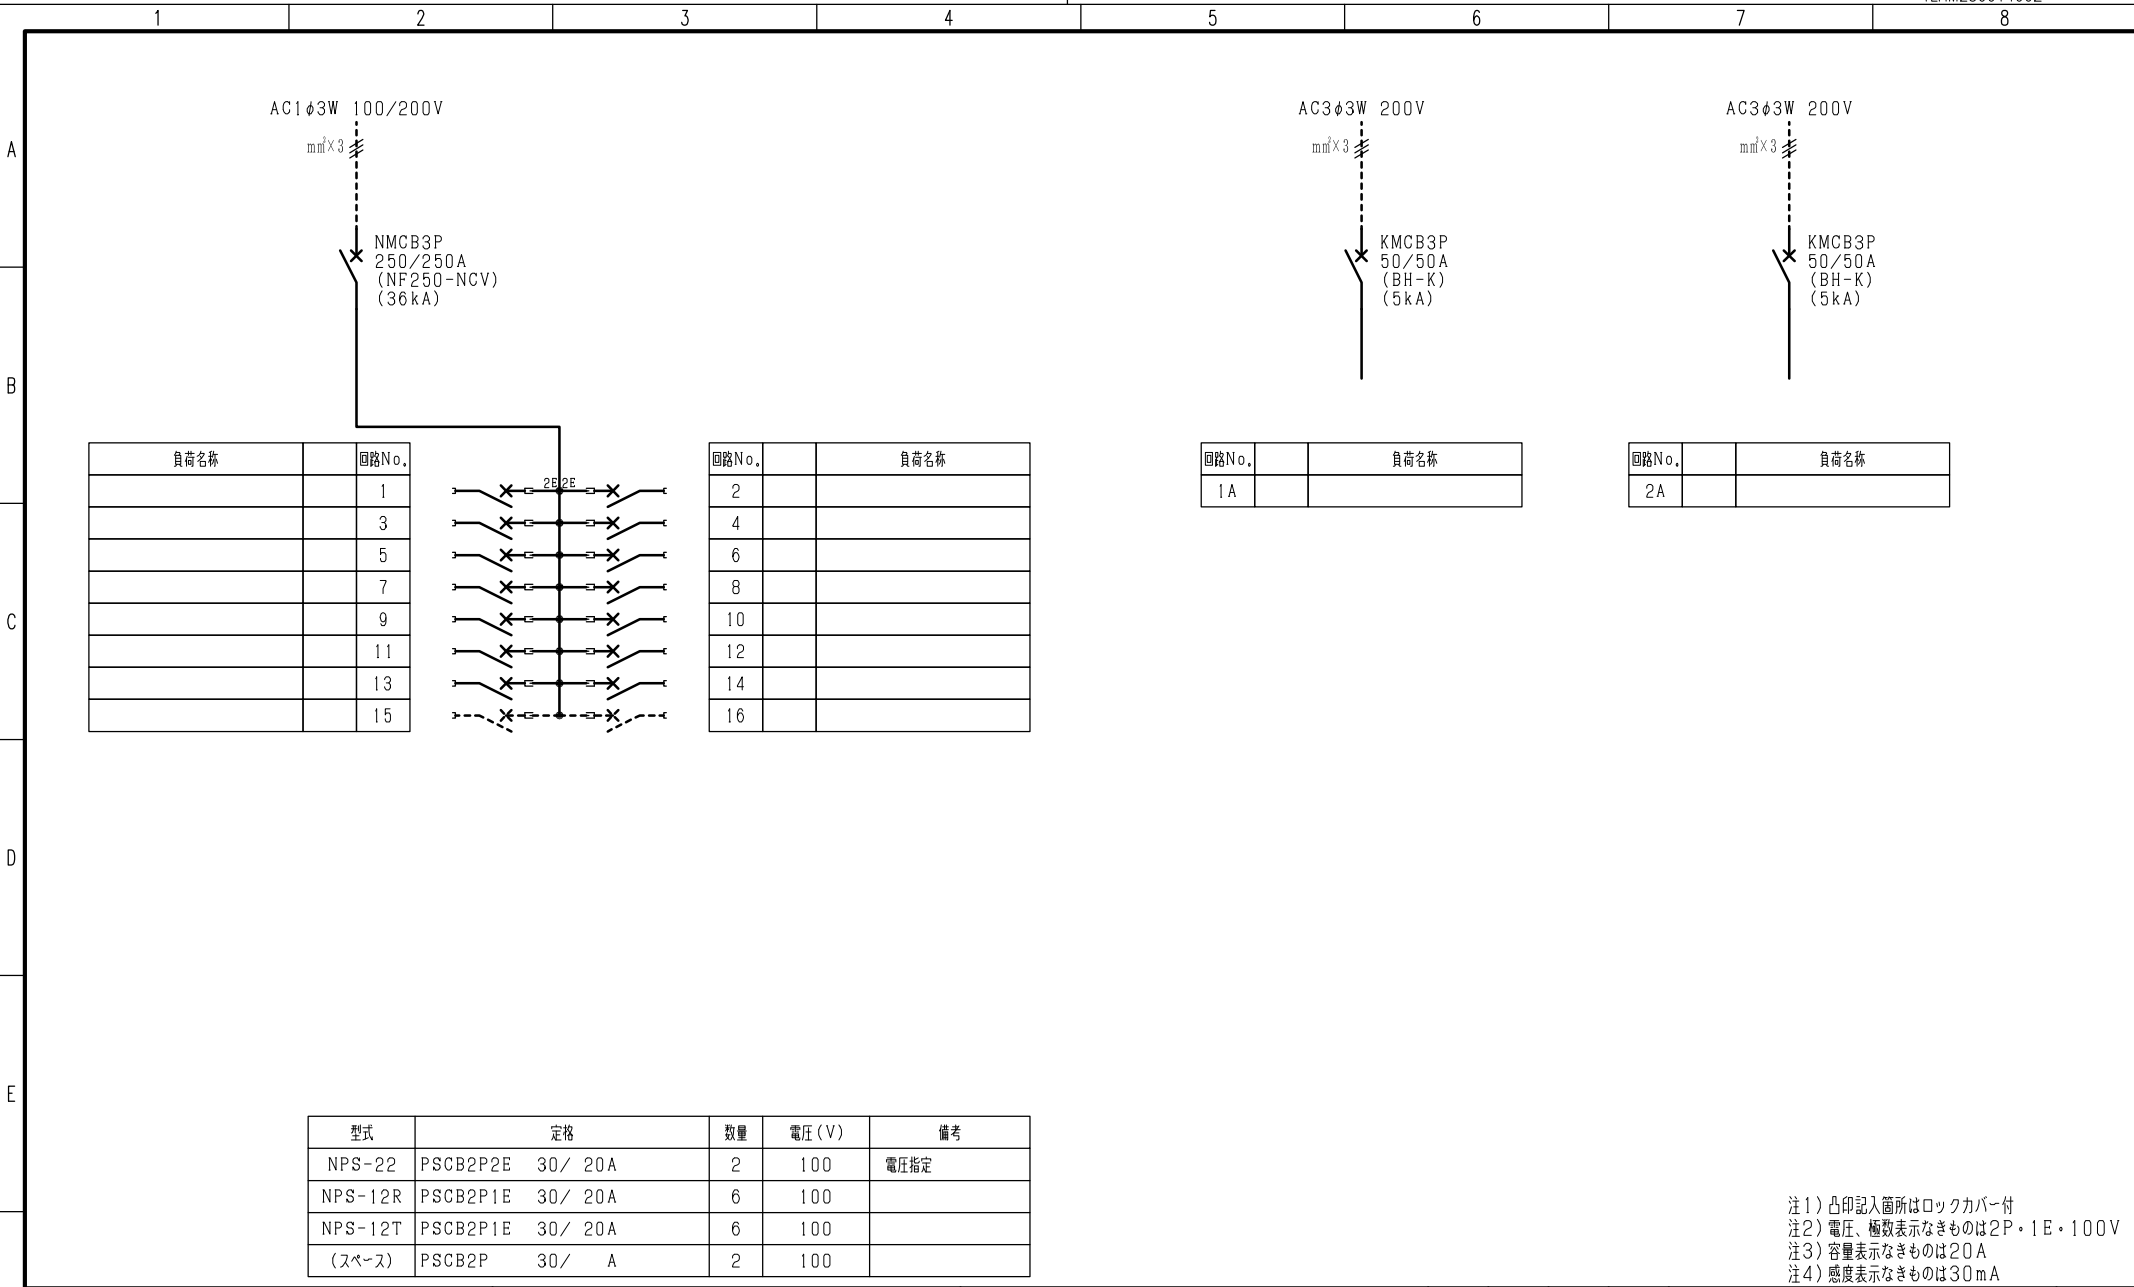 1 2 3 4 5 6 7 8
A
B
C
D
E
AC1φ3W 100/200V
mm²×3
NMCB3P
250/250A
(NF250-NCV)
(36kA)
AC3φ3W 200V
mm²×3
KMCB3P
50/50A
(BH-K)
(5kA)
AC3φ3W 200V
mm²×3
KMCB3P
50/50A
(BH-K)
(5kA)
負荷名称 回路No.
1
3
5
7
9
11
13
15
2E 2E
回路No. 負荷名称
2
4
6
8
10
12
14
16
回路No. 負荷名称
1A
回路No. 負荷名称
2A
型式 定格 数量 電圧(V) 備考
NPS-22 PSCB2P2E 30/ 20A 2 100 電圧指定
NPS-12R PSCB2P1E 30/ 20A 6 100
NPS-12T PSCB2P1E 30/ 20A 6 100
(スペース) PSCB2P 30/ A 2 100
注1)凸印記入箇所はロックカバー付
注2)電圧、極数表示なきものは2P・1E・100V
注3)容量表示なきものは20A
注4)感度表示なきものは30mA